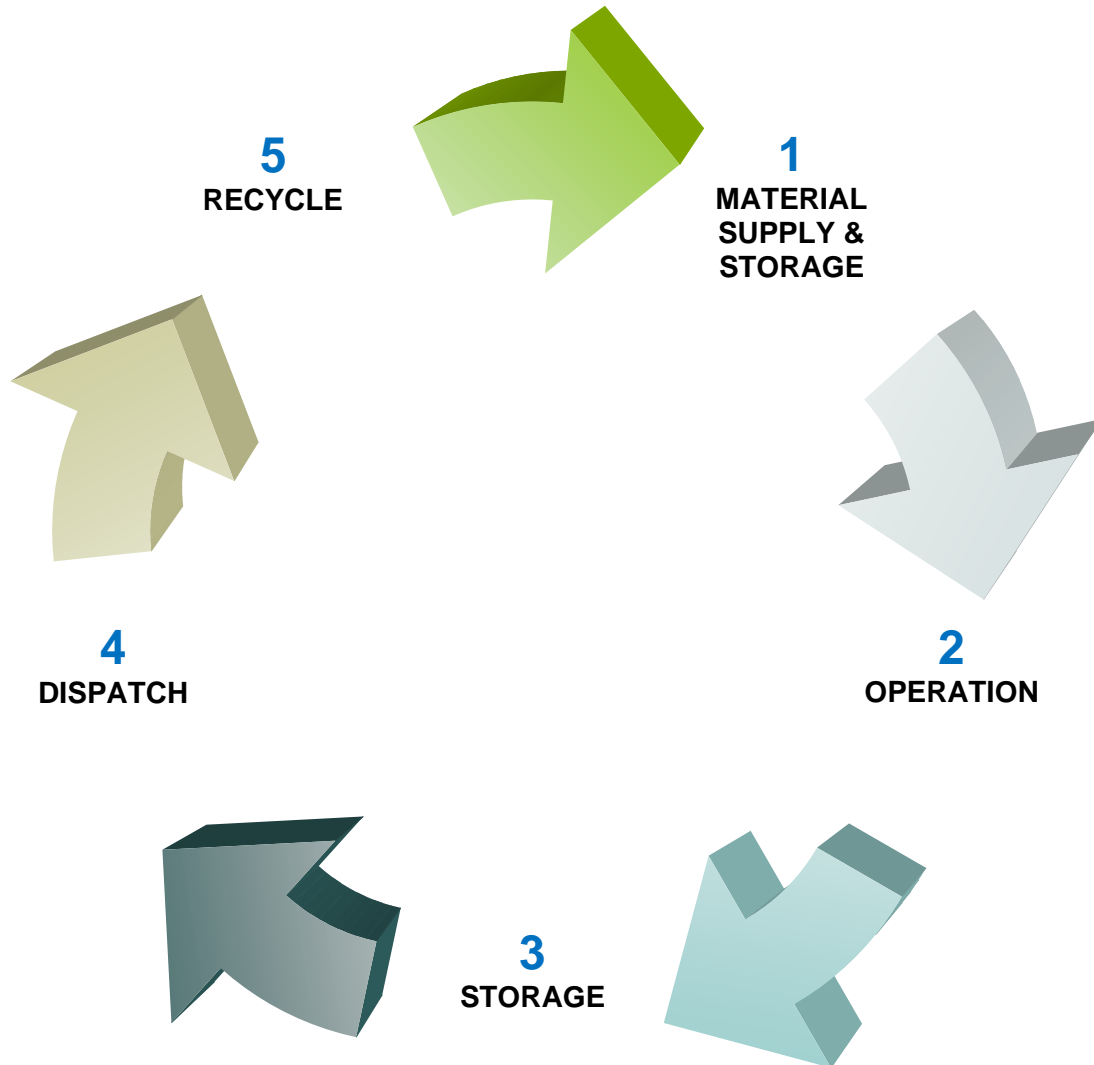 1
MATERIAL
SUPPLY &
STORAGE
2
OPERATION
3
STORAGE
4
DISPATCH
5
RECYCLE